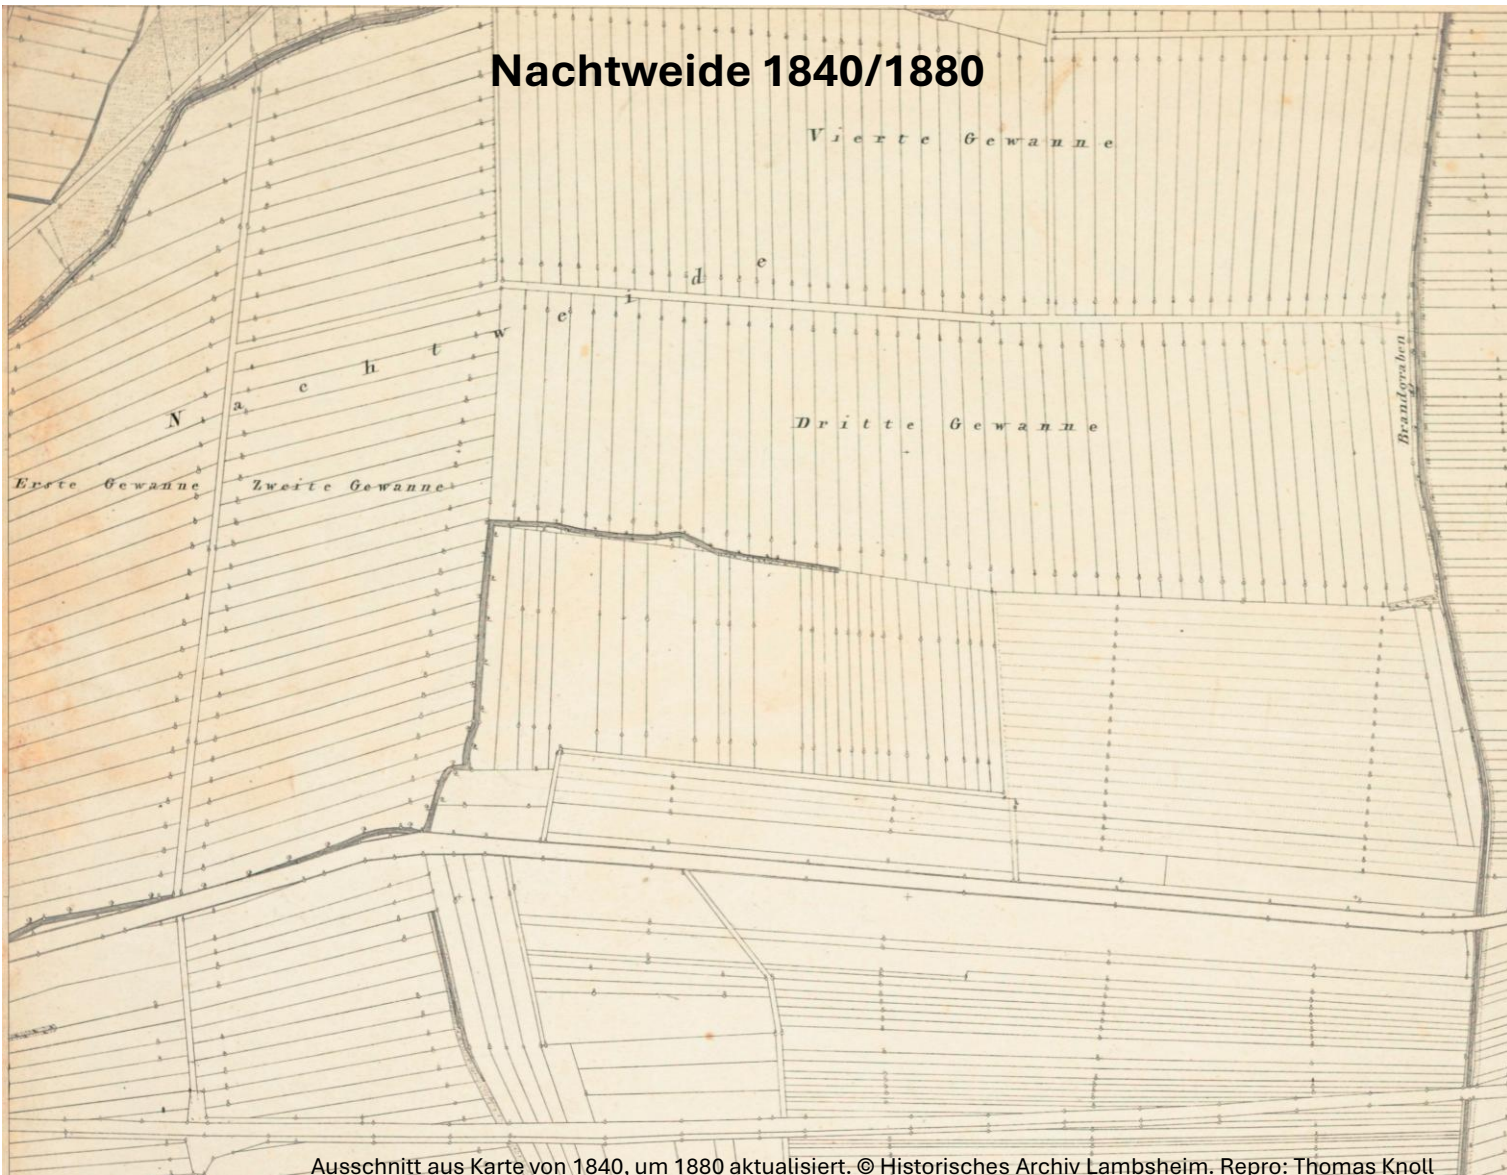 Nachtweide 1840/1880
Vierte Gewanne
Nachtweide
Brandgraben
Dritte Gewanne
Erste Gewanne
Zweite Gewanne
Ausschnitt aus Karte von 1840, um 1880 aktualisiert. © Historisches Archiv Lambsheim. Repro: Thomas Knoll